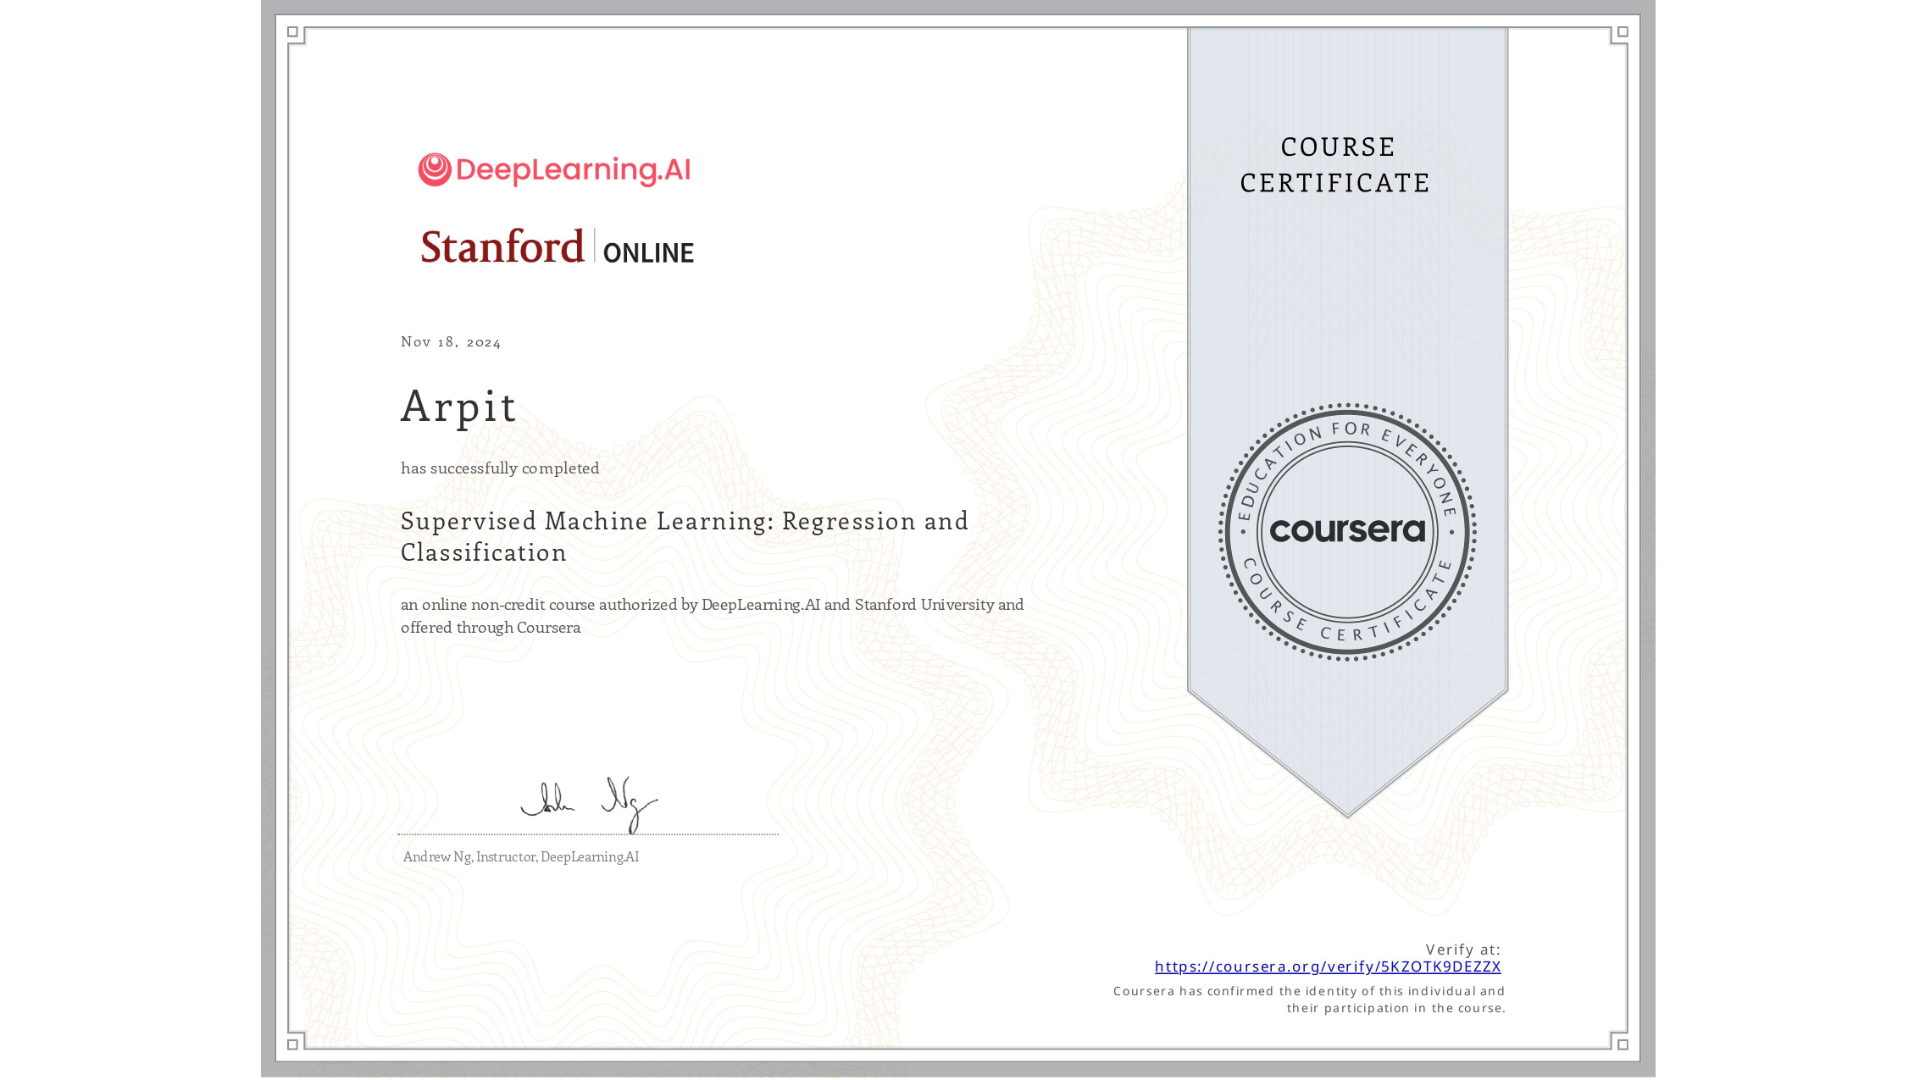 DeepLearning.AI
Stanford ONLINE
Nov 18, 2024
Arpit
has successfully completed
Supervised Machine Learning: Regression and
Classification
an online non-credit course authorized by DeepLearning.AI and Stanford University and
offered through Coursera
Andrew Ng, Instructor, DeepLearning.AI
COURSE
CERTIFICATE
EDUCATION FOR EVERYONE
coursera
COURSE CERTIFICATE
Verify at:
https://coursera.org/verify/5KZOTK9DEZZX
Coursera has confirmed the identity of this individual and
their participation in the course.